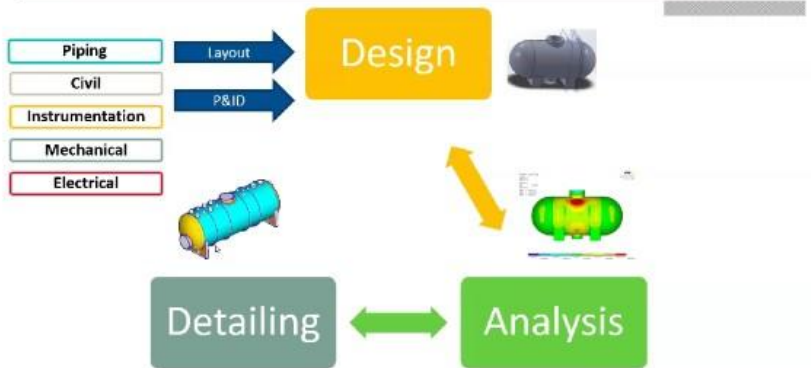 Piping
Civil
Instrumentation
Mechanical
Electrical
Layout
P&ID
Design
Detailing
Analysis